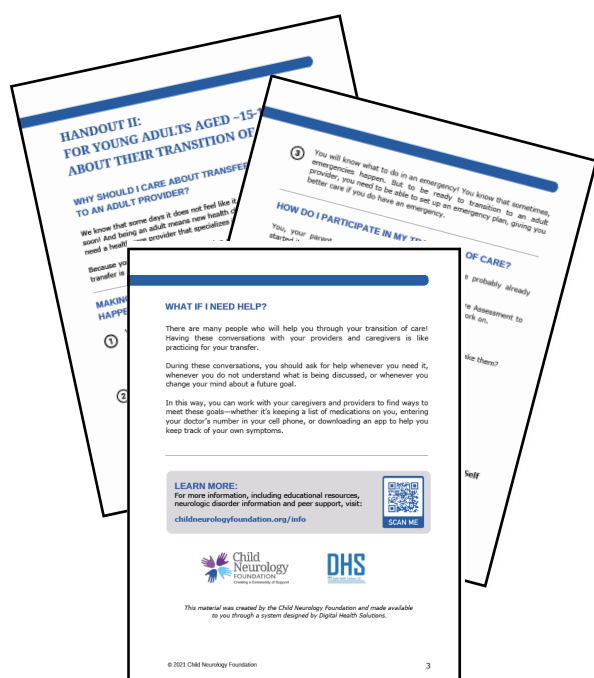 HANDOUT II:
FOR YOUNG ADULTS AGED ~15-1
ABOUT THEIR TRANSITION OF
WHY SHOULD I CARE ABOUT TRANSFER
TO AN ADULT PROVIDER?
We know that some days it does not feel like it
soon! And being an adult means new health c
need a health provider that specializes
Because yo
transfer is
MAKIN
HAPPE
1
2
3 You will know what to do in an emergency! You know that sometimes,
emergencies happen. But to be ready to transition to an adult
provider, you need to be able to set up an emergency plan, giving you
better care if you do have an emergency.
HOW DO I PARTICIPATE IN MY TR OF CARE?
You, your parent probably already
started
e Assessment to
ork on.
ake them?
Self
WHAT IF I NEED HELP?
There are many people who will help you through your transition of care!
Having these conversations with your providers and caregivers is like
practicing for your transfer.
During these conversations, you should ask for help whenever you need it,
whenever you do not understand what is being discussed, or whenever you
change your mind about a future goal.
In this way, you can work with your caregivers and providers to find ways to
meet these goals—whether it's keeping a list of medications on you, entering
your doctor's number in your cell phone, or downloading an app to help you
keep track of your own symptoms.
LEARN MORE:
For more information, including educational resources,
neurologic disorder information and peer support, visit:
childneurologyfoundation.org/info
SCAN ME
Child
Neurology
FOUNDATION
Creating a Community of Support
DHS
This material was created by the Child Neurology Foundation and made available
to you through a system designed by Digital Health Solutions.
© 2021 Child Neurology Foundation 3